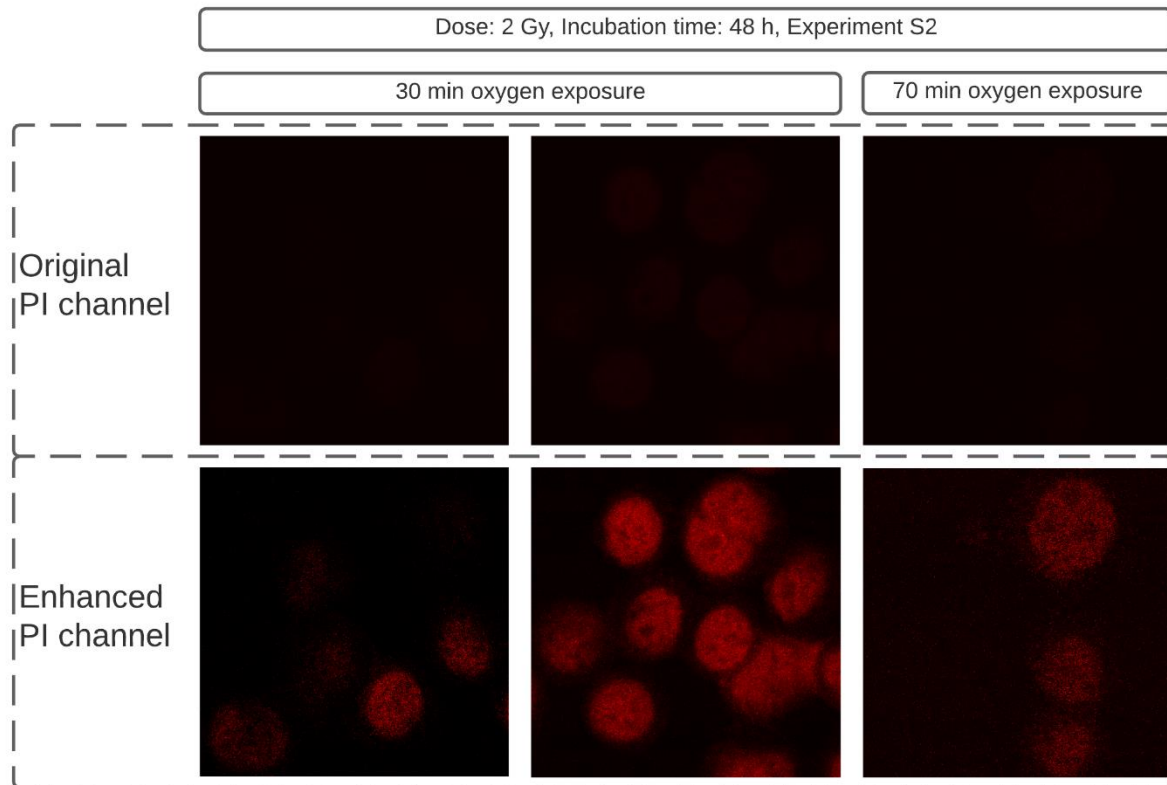 Dose: 2 Gy, Incubation time: 48 h, Experiment S2
30 min oxygen exposure
70 min oxygen exposure
Original
PI channel
Enhanced
PI channel